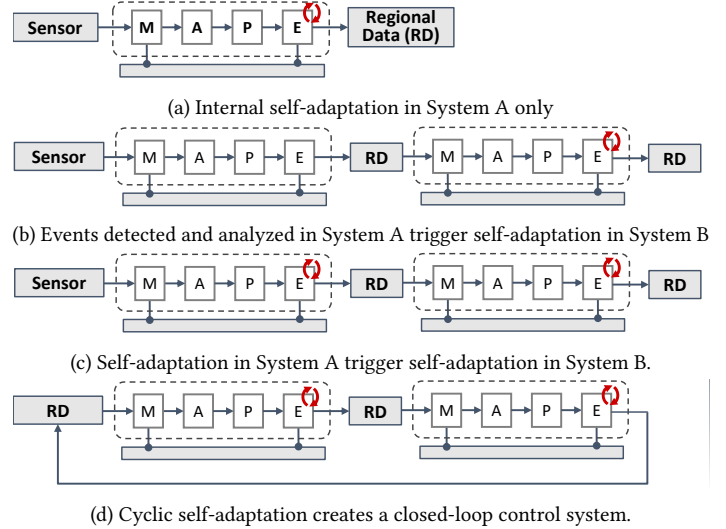 Sensor M A P E Regional Data (RD)
(a) Internal self-adaptation in System A only
Sensor M A P E RD M A P E RD
(b) Events detected and analyzed in System A trigger self-adaptation in System B
Sensor M A P E RD M A P E RD
(c) Self-adaptation in System A trigger self-adaptation in System B.
RD M A P E RD M A P E
(d) Cyclic self-adaptation creates a closed-loop control system.